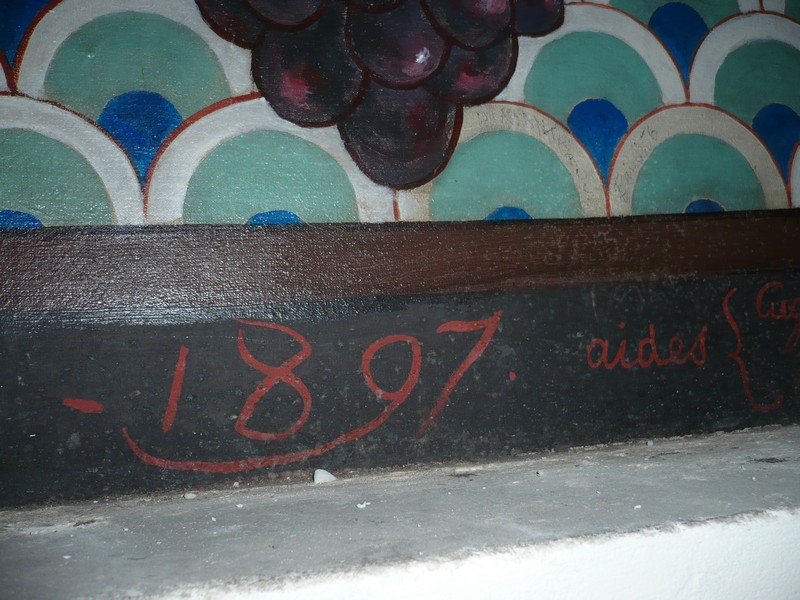 - 1897.
aides {